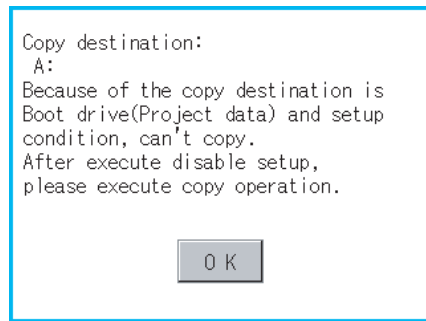 Copy destination:
A:
Because of the copy destination is
Boot drive(Project data) and setup
condition, can't copy.
After execute disable setup,
please execute copy operation.
OK